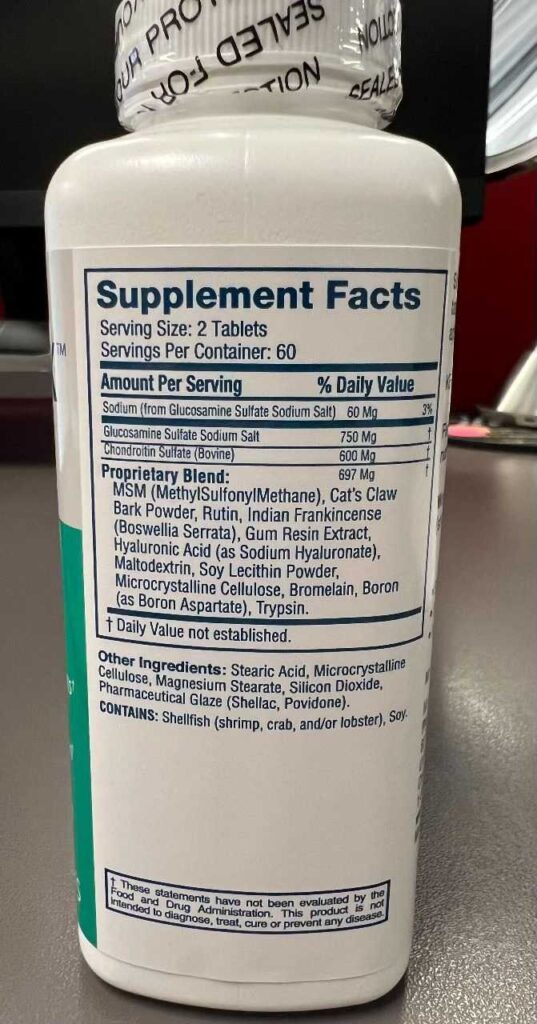 OUR PRO
SEALED FOR
TION
SEALE
TM
Supplement Facts
Serving Size: 2 Tablets
Servings Per Container: 60
Amount Per Serving % Daily Value
Sodium (from Glucosamine Sulfate Sodium Salt) 60 Mg 3%
Glucosamine Sulfate Sodium Salt 750 Mg †
Chondroitin Sulfate (Bovine) 600 Mg †
Proprietary Blend: 697 Mg †
MSM (MethylSulfonylMethane), Cat's Claw
Bark Powder, Rutin, Indian Frankincense
(Boswellia Serrata), Gum Resin Extract,
Hyaluronic Acid (as Sodium Hyaluronate),
Maltodextrin, Soy Lecithin Powder,
Microcrystalline Cellulose, Bromelain, Boron
(as Boron Aspartate), Trypsin.
† Daily Value not established.
Other Ingredients: Stearic Acid, Microcrystalline
Cellulose, Magnesium Stearate, Silicon Dioxide,
Pharmaceutical Glaze (Shellac, Povidone).
CONTAINS: Shellfish (shrimp, crab, and/or lobster), Soy.
† These statements have not been evaluated by the
Food and Drug Administration. This product is not
intended to diagnose, treat, cure or prevent any disease.